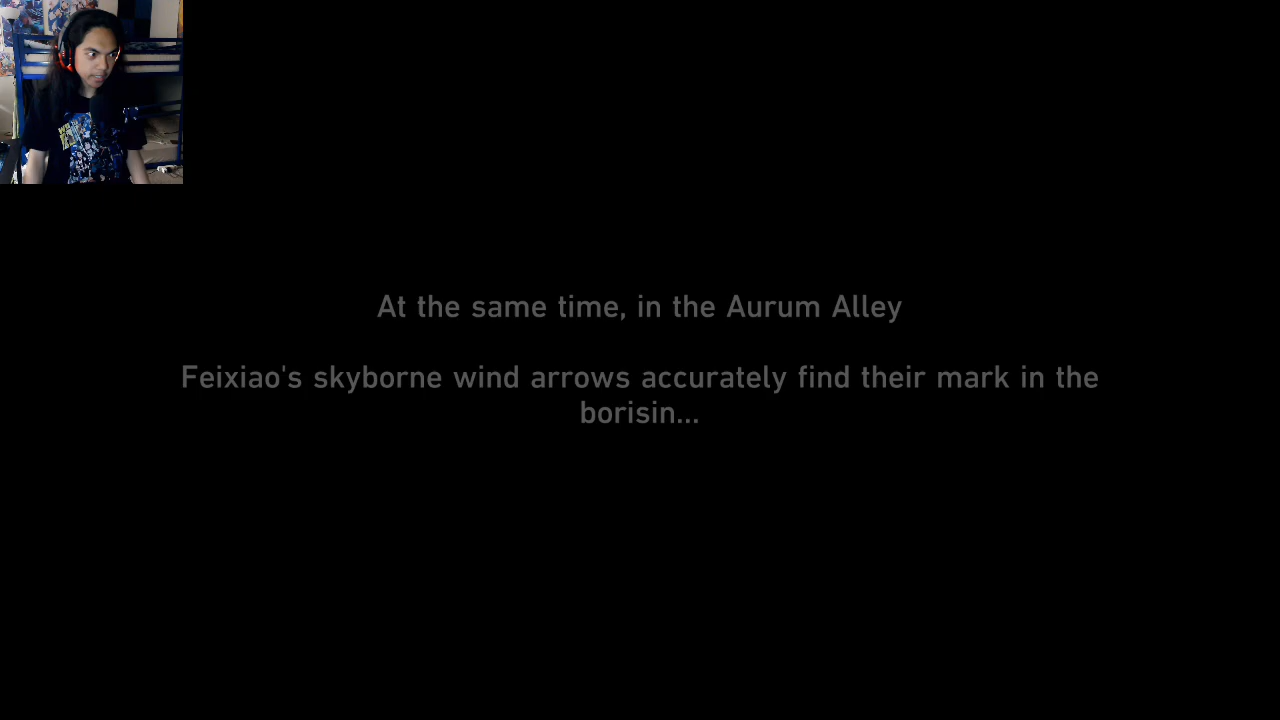 At the same time, in the Aurum Alley
Feixiao's skyborne wind arrows accurately find their mark in the
borisin...